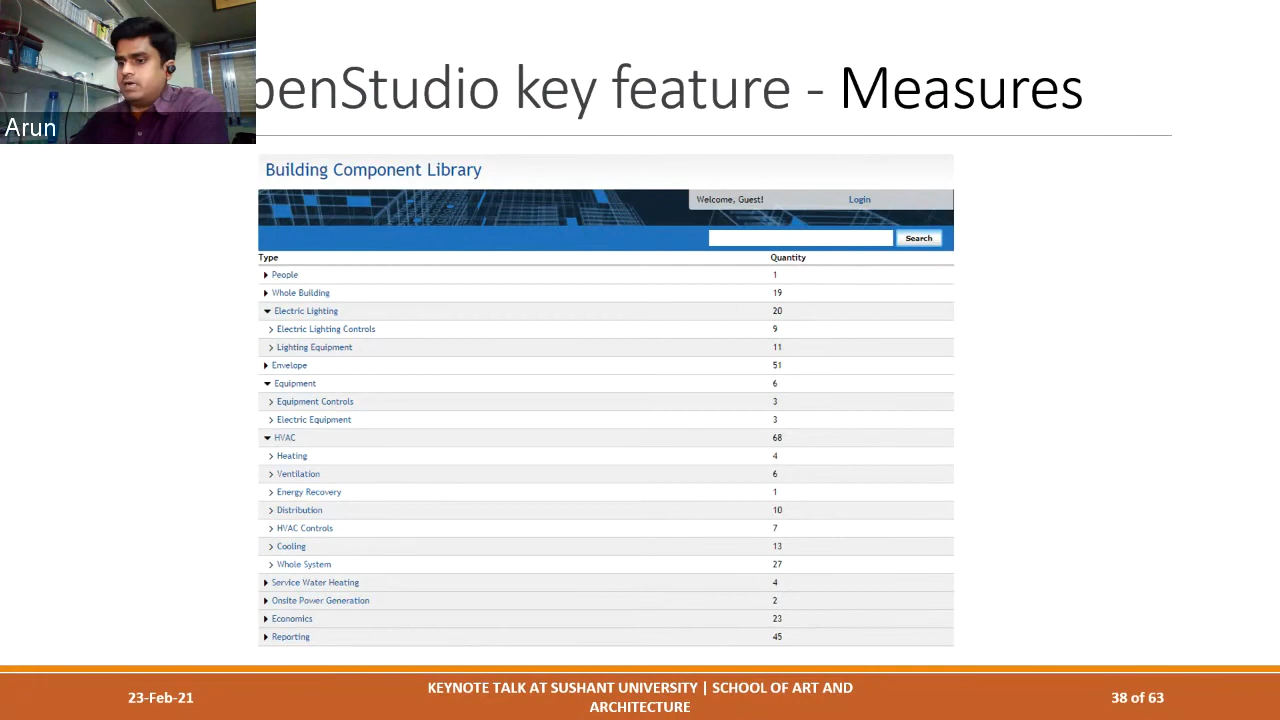 Arun
penStudio key feature - Measures
Building Component Library
Welcome, Guest! Login
Search
Type Quantity
People 1
Whole Building 19
Electric Lighting 20
Electric Lighting Controls 9
Lighting Equipment 11
Envelope 51
Equipment 6
Equipment Controls 3
Electric Equipment 3
HVAC 68
Heating 4
Ventilation 6
Energy Recovery 1
Distribution 10
HVAC Controls 7
Cooling 13
Whole System 27
Service Water Heating 4
Onsite Power Generation 2
Economics 23
Reporting 45
23-Feb-21
KEYNOTE TALK AT SUSHANT UNIVERSITY | SCHOOL OF ART AND
ARCHITECTURE
38 of 63